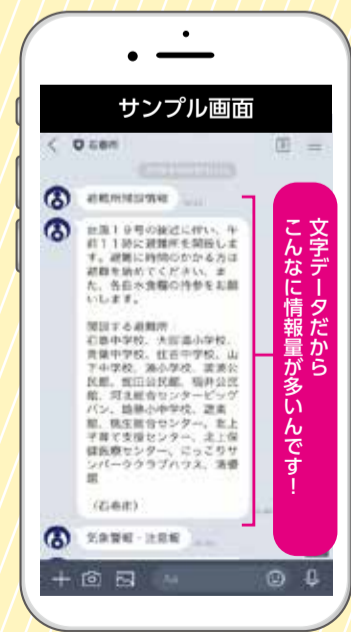 サンプル画面
石巻市
避難所開設情報
台風19号の接近に伴い、午
前11時に避難所を開設しま
す。避難に時間のかかる方は
避難を始めてください。ま
た、各自水食糧の持参をお願
いします。
開設する避難所
石巻中学校、大街道小学校、
青葉中学校、住吉中学校、山
下中学校、湊小学校、渡波公
民館、蛇田公民館、稲井公民
館、河北総合センタービッグ
バン、雄勝小中学校、遊楽
館、桃生総合センター、北上
子育て支援センター、北上保
健医療センター、にっこりサ
ンパーククラブハウス、清優
館
(石巻市)
気象警報・注意報
Aa
文字データだから
こんなに情報量が多いんです!